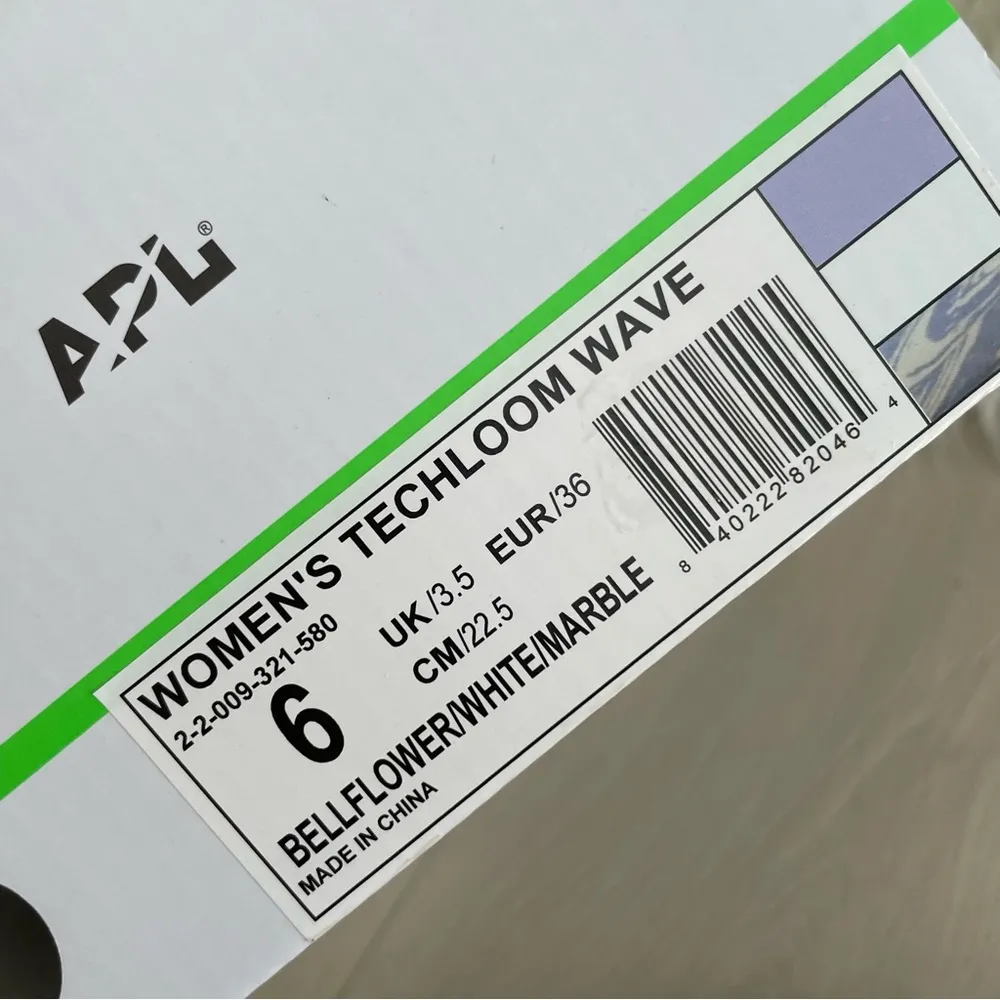 APL®
WOMEN'S TECHLOOM WAVE
2-2-009-321-580
6
UK/3.5 EUR/36
CM/22.5
BELLFLOWER/WHITE/MARBLE
MADE IN CHINA
8 40222 82046 4